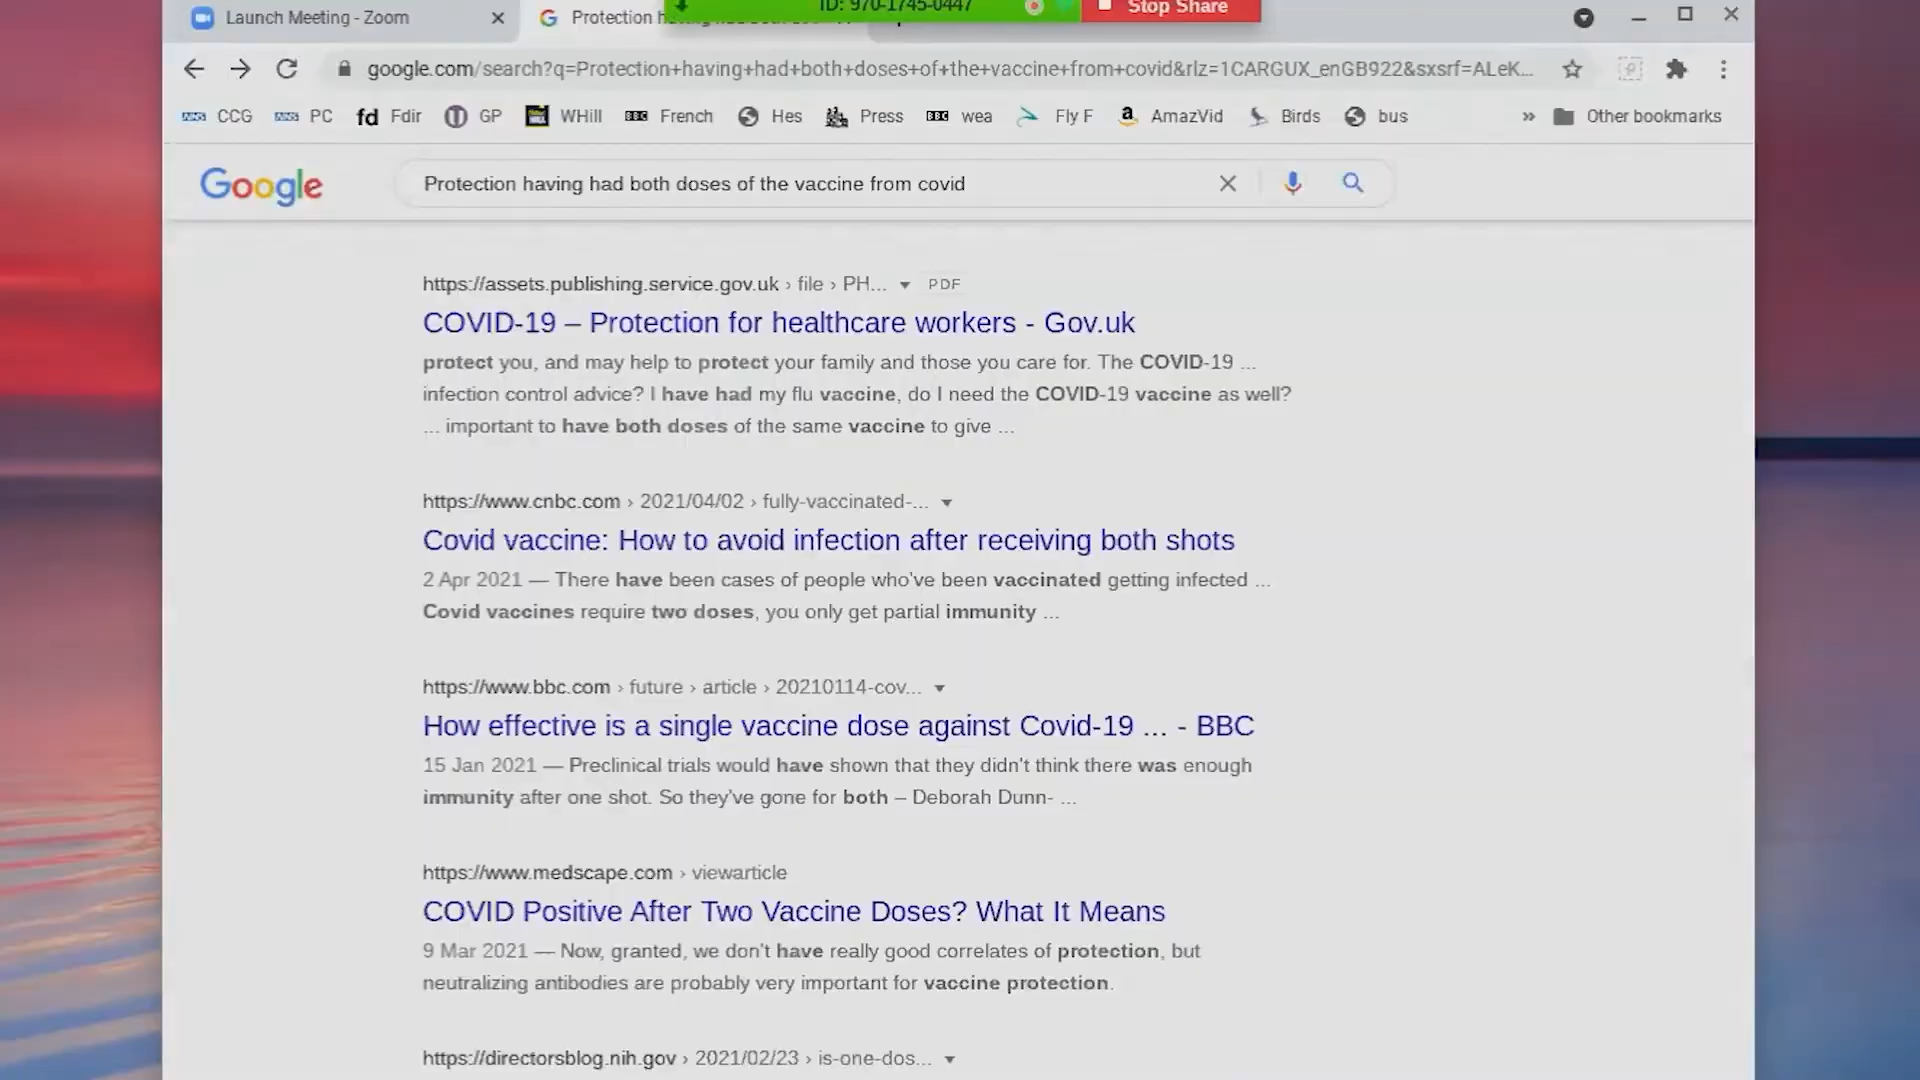 Launch Meeting - Zoom
Protection
ID: 970-1745-0447
Stop Share
google.com/search?q=Protection+having+had+both+doses+of+the+vaccine+from+covid&rlz=1CARGUX_enGB922&sxsrf=ALeK...
CCG PC fd Fdir GP WHill BBC French Hes Press BBC wea Fly F AmazVid Birds bus » Other bookmarks
Google
Protection having had both doses of the vaccine from covid
https://assets.publishing.service.gov.uk › file › PH... PDF
COVID-19 – Protection for healthcare workers - Gov.uk
protect you, and may help to protect your family and those you care for. The COVID-19 ...
infection control advice? I have had my flu vaccine, do I need the COVID-19 vaccine as well?
... important to have both doses of the same vaccine to give ...
https://www.cnbc.com › 2021/04/02 › fully-vaccinated-...
Covid vaccine: How to avoid infection after receiving both shots
2 Apr 2021 — There have been cases of people who've been vaccinated getting infected ...
Covid vaccines require two doses, you only get partial immunity ...
https://www.bbc.com › future › article › 20210114-cov...
How effective is a single vaccine dose against Covid-19 ... - BBC
15 Jan 2021 — Preclinical trials would have shown that they didn't think there was enough
immunity after one shot. So they've gone for both – Deborah Dunn- ...
https://www.medscape.com › viewarticle
COVID Positive After Two Vaccine Doses? What It Means
9 Mar 2021 — Now, granted, we don't have really good correlates of protection, but
neutralizing antibodies are probably very important for vaccine protection.
https://directorsblog.nih.gov › 2021/02/23 › is-one-dos...